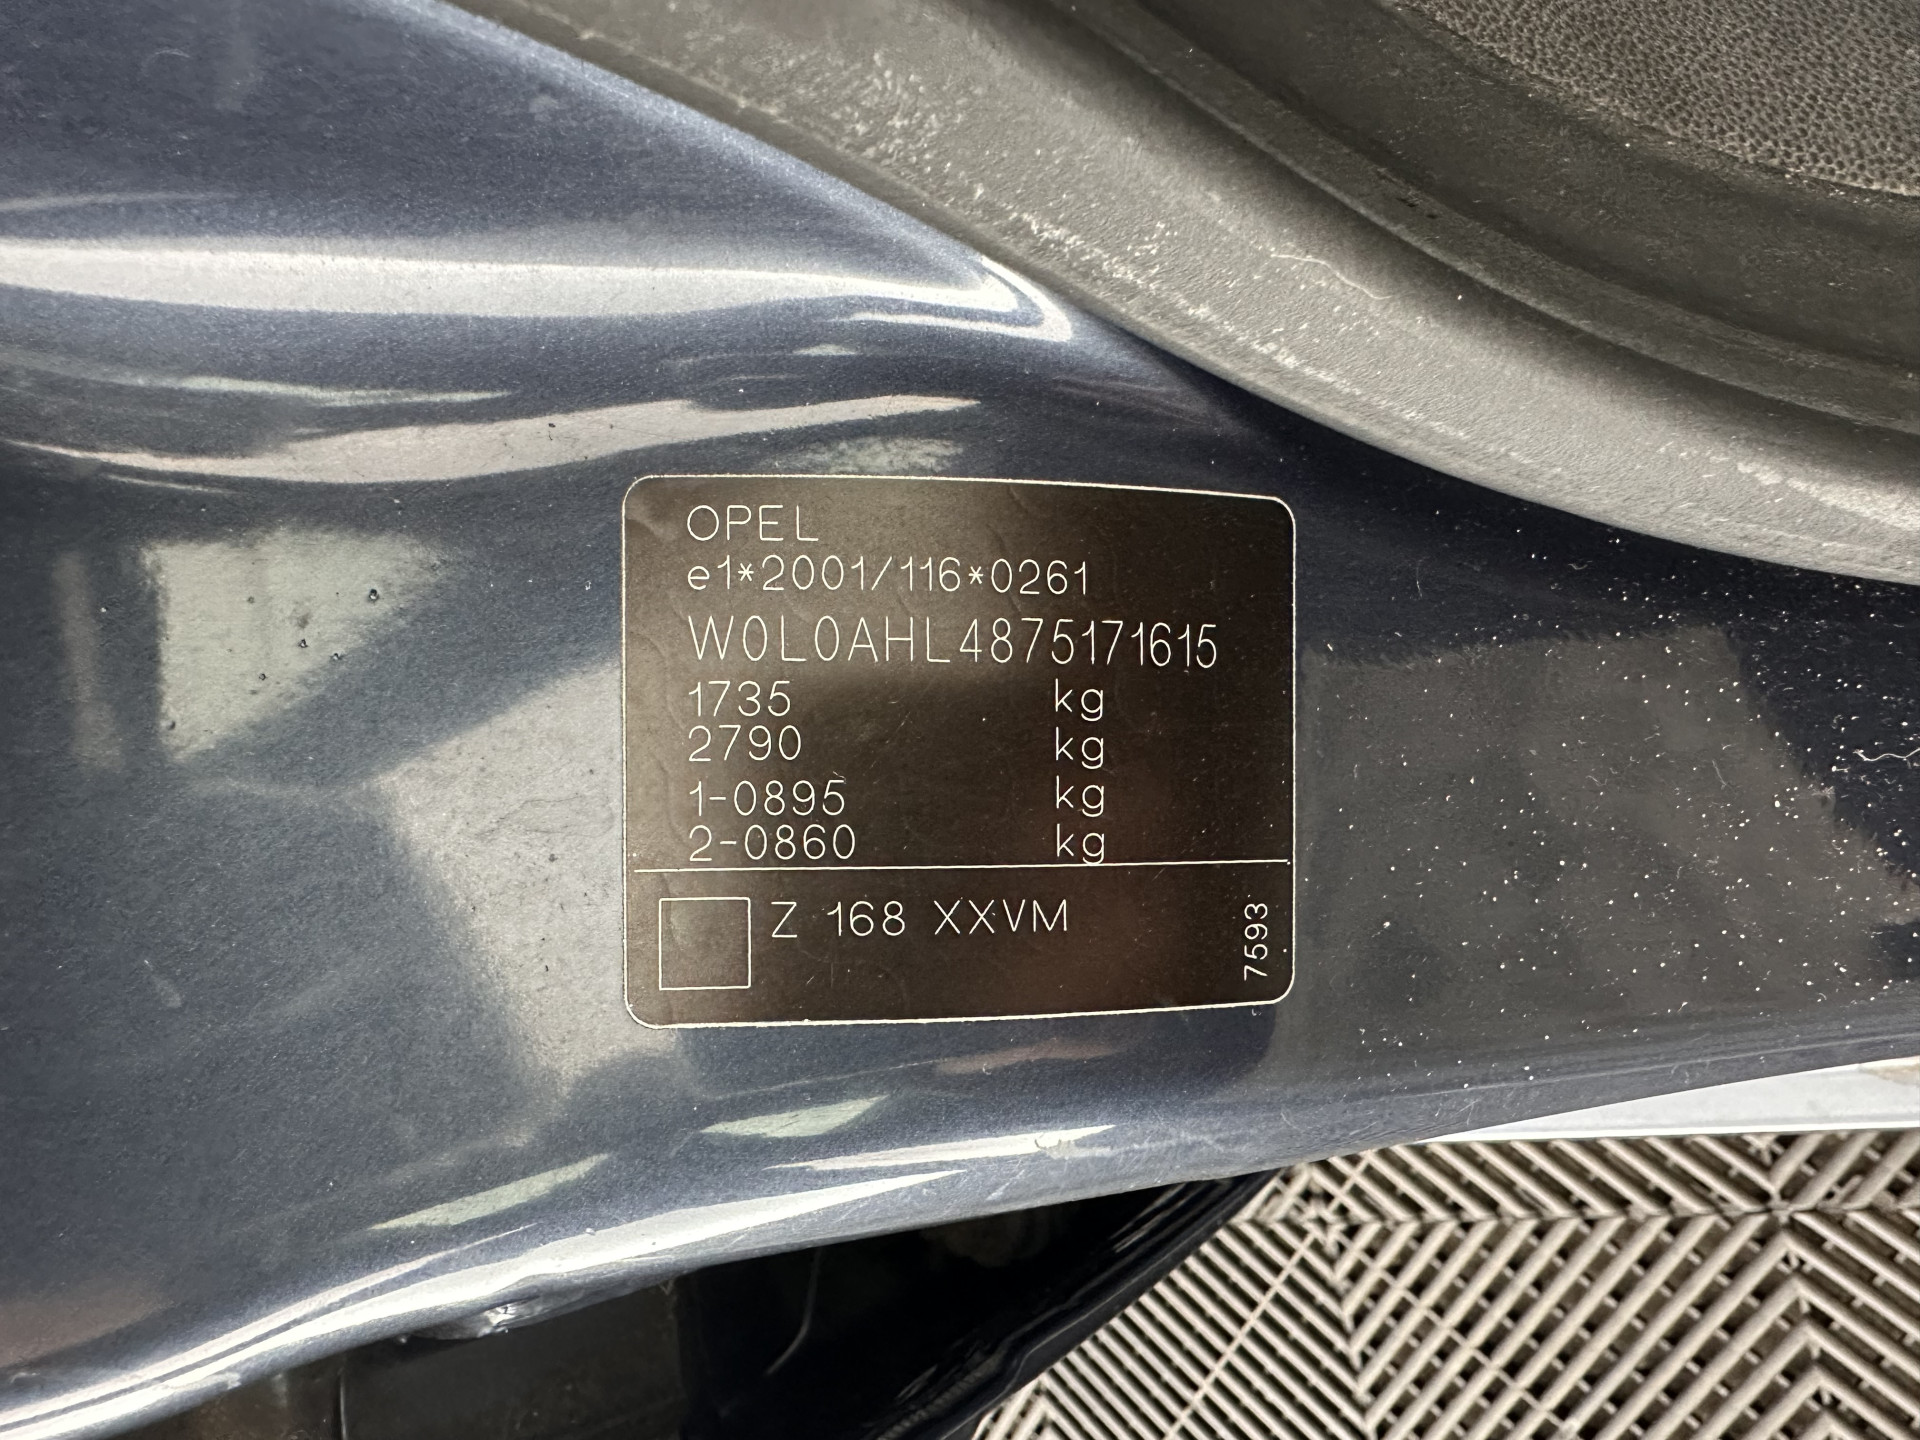 OPEL
e1*2001/116*0261
W0L0AHL4875171615
1735 kg
2790 kg
1-0895 kg
2-0860 kg
Z 168 XXVM
7593